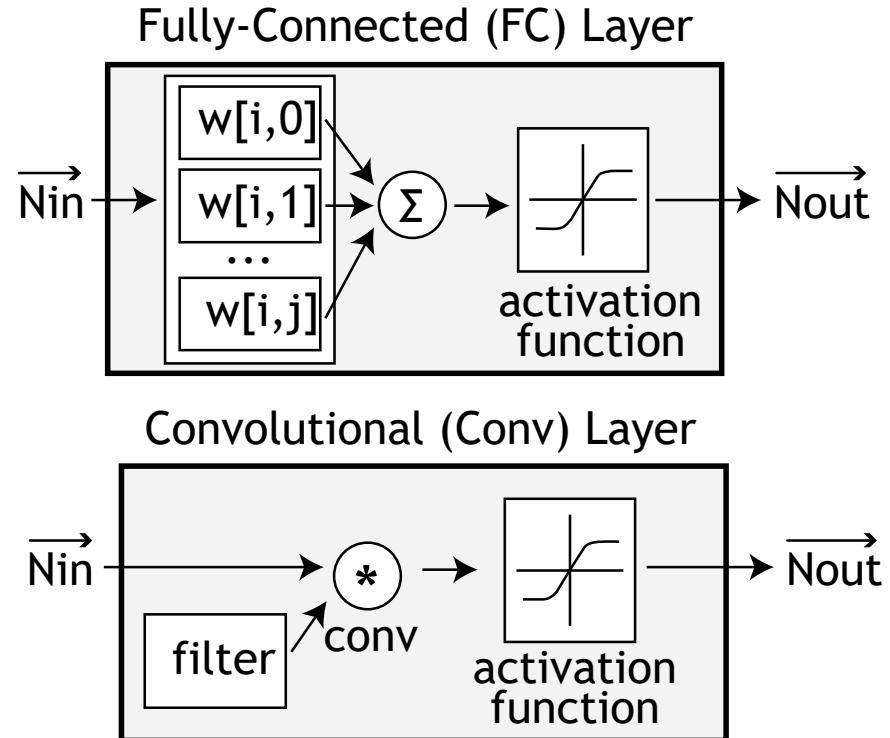 Fully-Connected (FC) Layer
Nin
w[i,0]
w[i,1]
...
w[i,j]
Σ
activation
function
Nout
Convolutional (Conv) Layer
Nin
filter
*
conv
activation
function
Nout